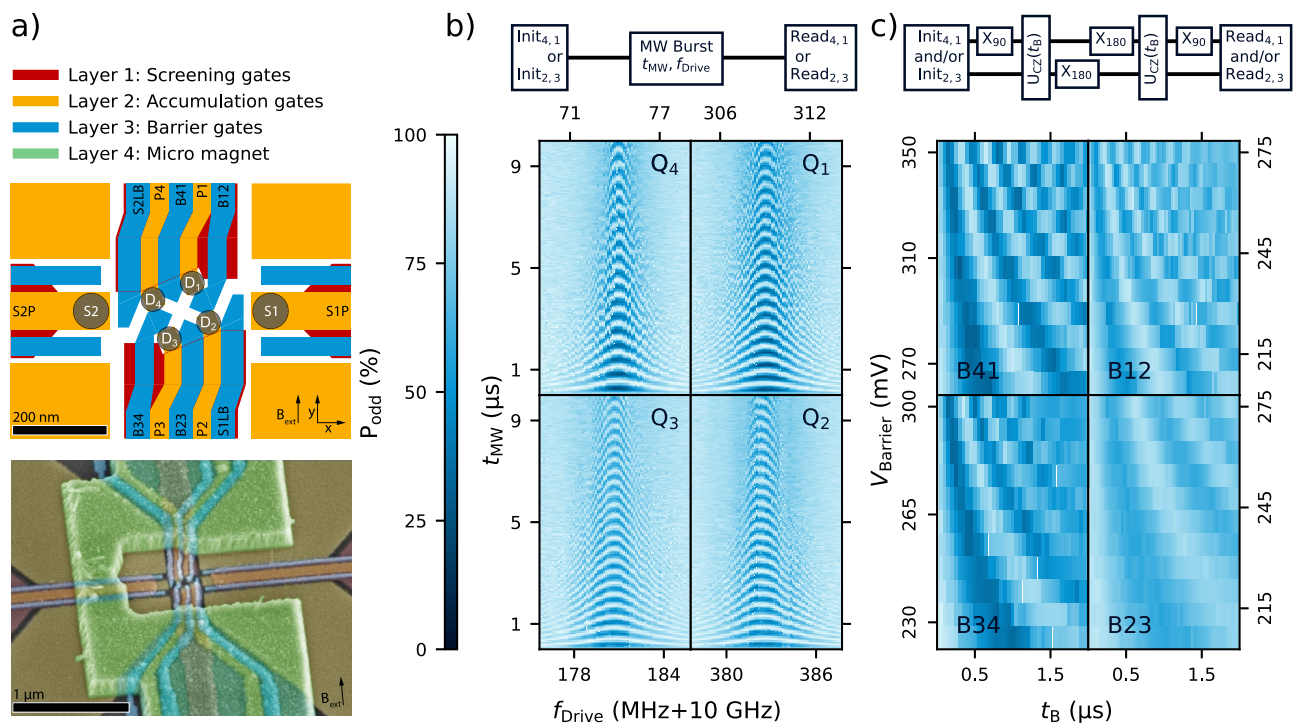 a)
Layer 1: Screening gates
Layer 2: Accumulation gates
Layer 3: Barrier gates
Layer 4: Micro magnet
S2LB
P4
B41
P1
B12
S2P
S2
D4
D1
D3
D2
S1
S1P
B34
P3
B23
P2
S1LB
200 nm
Bext
y
x
1 µm
Bext
b)
Init4, 1
or
Init2, 3
MW Burst
tMW, fDrive
Read4, 1
or
Read2, 3
71
77
306
312
100
75
50
25
0
Podd (%)
Q4
Q1
Q3
Q2
9
5
1
9
5
1
tMW (µs)
178
184
380
386
fDrive (MHz+10 GHz)
c)
Init4, 1
and/or
Init2, 3
X90
UCZ(tB)
X180
X180
UCZ(tB)
X90
Read4, 1
and/or
Read2, 3
350
310
270
300
265
230
VBarrier (mV)
275
245
215
275
245
215
B41
B12
B34
B23
0.5
1.5
0.5
1.5
tB (µs)